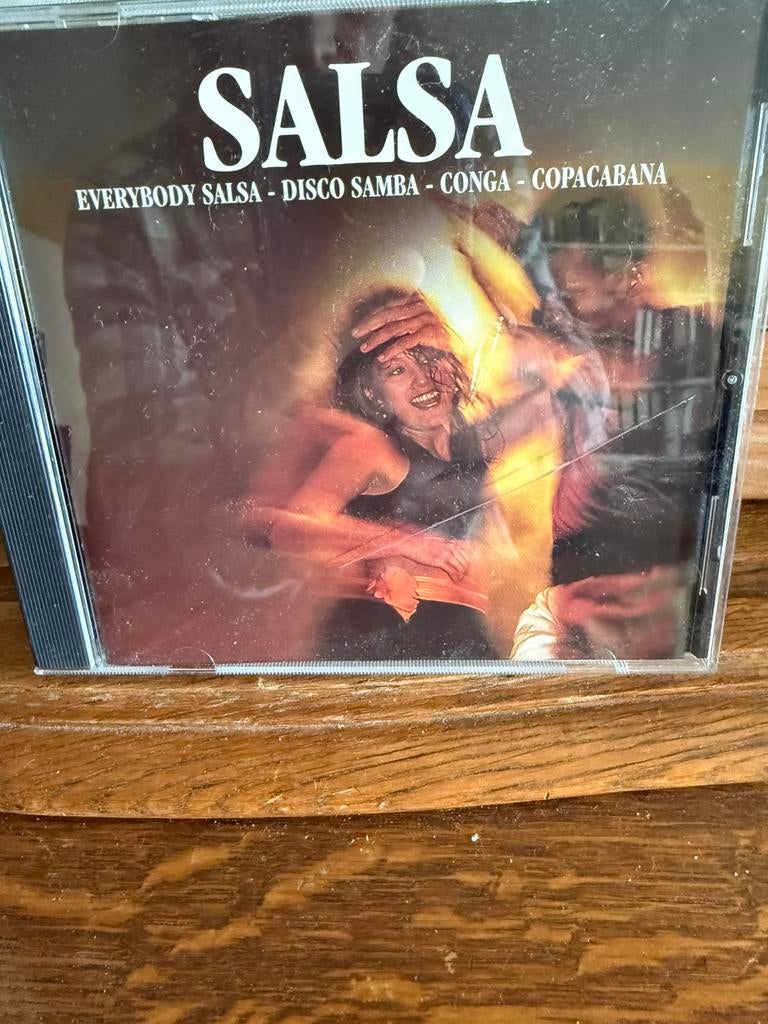 SALSA
EVERYBODY SALSA - DISCO SAMBA - CONGA - COPACABANA